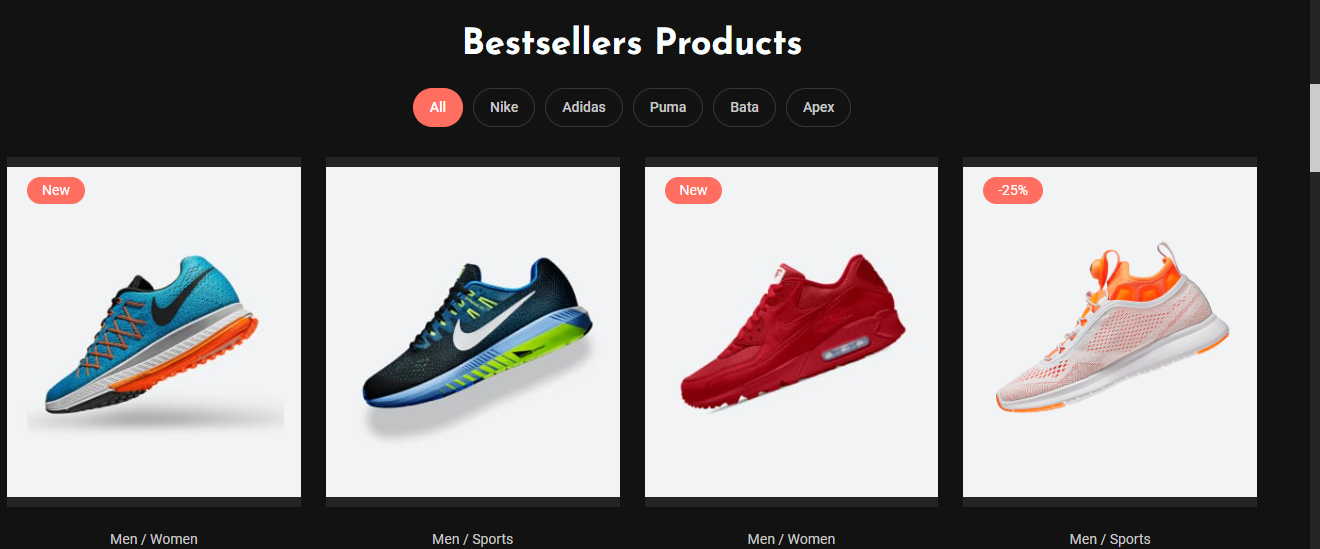 Bestsellers Products
All Nike Adidas Puma Bata Apex
New New -25%
Men / Women Men / Sports Men / Women Men / Sports